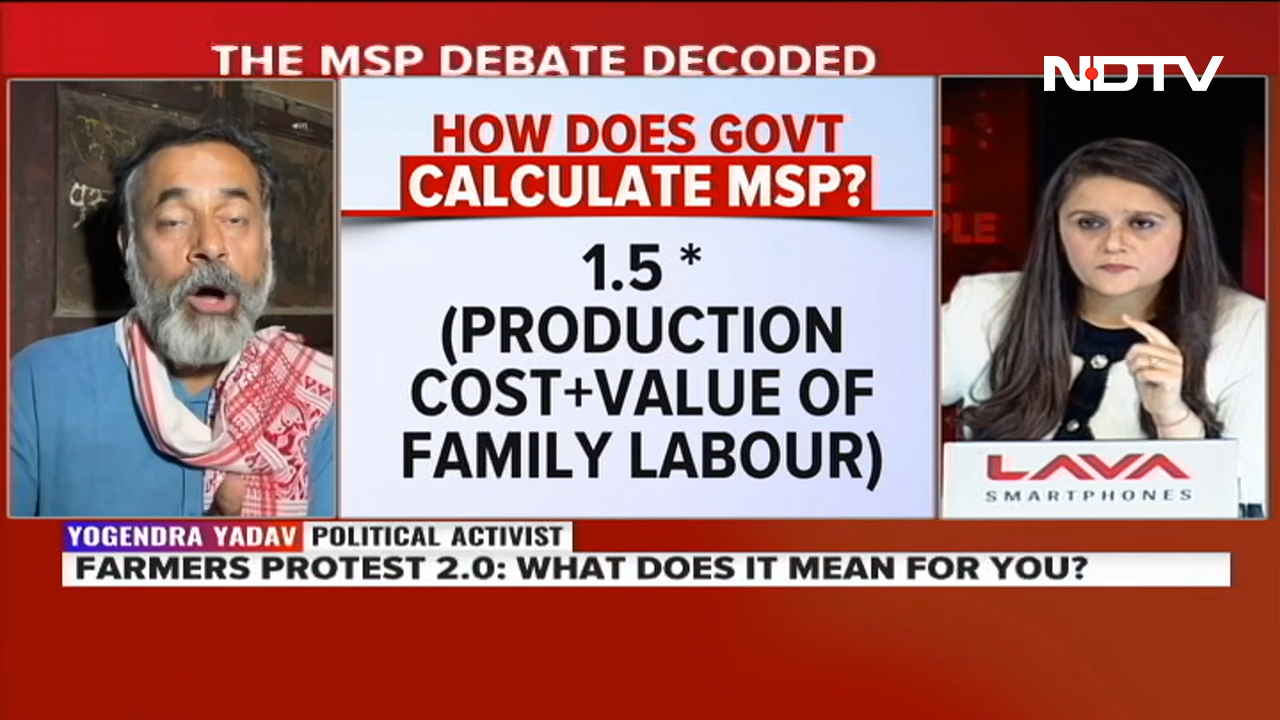 THE MSP DEBATE DECODED
NDTV
HOW DOES GOVT
CALCULATE MSP?
1.5 *
(PRODUCTION
COST+VALUE OF
FAMILY LABOUR)
PLE
LAVA
SMARTPHONES
YOGENDRA YADAV POLITICAL ACTIVIST
FARMERS PROTEST 2.0: WHAT DOES IT MEAN FOR YOU?